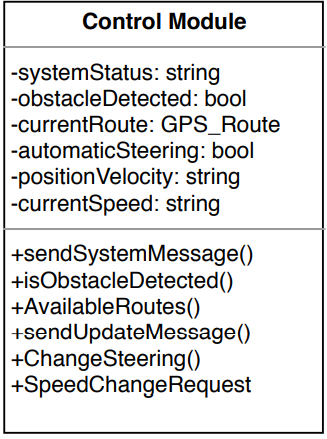 Control Module
-systemStatus: string
-obstacleDetected: bool
-currentRoute: GPS_Route
-automaticSteering: bool
-positionVelocity: string
-currentSpeed: string
+sendSystemMessage()
+isObstacleDetected()
+AvailableRoutes()
+sendUpdateMessage()
+ChangeSteering()
+SpeedChangeRequest